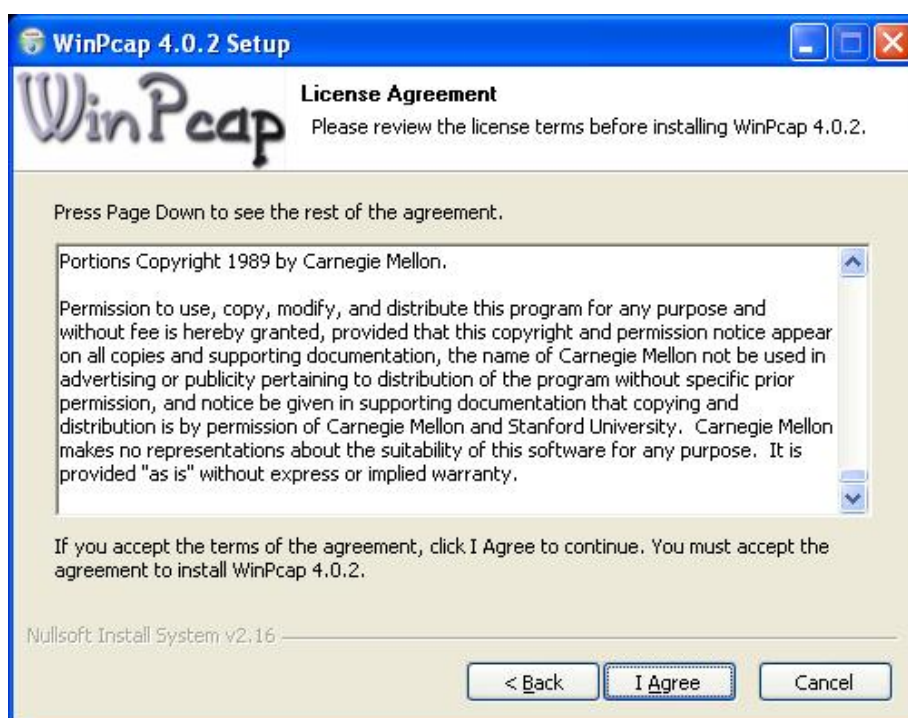 WinPcap 4.0.2 Setup
WinPcap
License Agreement
Please review the license terms before installing WinPcap 4.0.2.
Press Page Down to see the rest of the agreement.
Portions Copyright 1989 by Carnegie Mellon.
Permission to use, copy, modify, and distribute this program for any purpose and
without fee is hereby granted, provided that this copyright and permission notice appear
on all copies and supporting documentation, the name of Carnegie Mellon not be used in
advertising or publicity pertaining to distribution of the program without specific prior
permission, and notice be given in supporting documentation that copying and
distribution is by permission of Carnegie Mellon and Stanford University.  Carnegie Mellon
makes no representations about the suitability of this software for any purpose.  It is
provided "as is" without express or implied warranty.
If you accept the terms of the agreement, click I Agree to continue. You must accept the
agreement to install WinPcap 4.0.2.
Nullsoft Install System v2.16
< Back
I Agree
Cancel